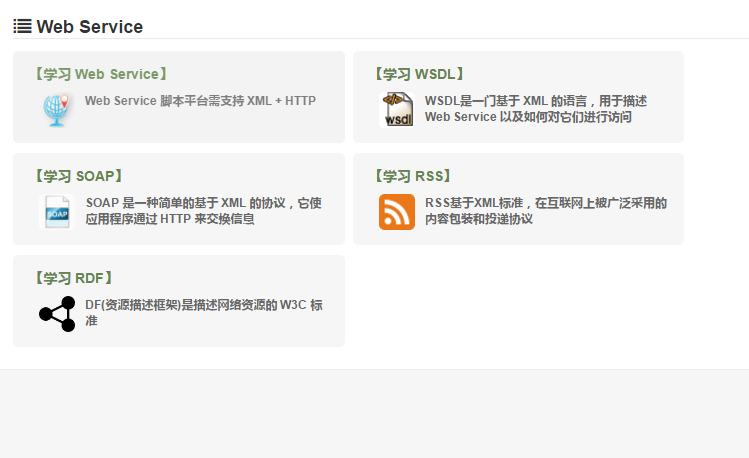 Web Service
【学习 Web Service】
Web Service 脚本平台需支持 XML + HTTP
【学习 WSDL】
WSDL是一门基于 XML 的语言，用于描述
Web Service 以及如何对它们进行访问
wsdl
【学习 SOAP】
SOAP 是一种简单的基于 XML 的协议，它使
应用程序通过 HTTP 来交换信息
SOAP
【学习 RSS】
RSS基于XML标准，在互联网上被广泛采用的
内容包装和投递协议
【学习 RDF】
DF(资源描述框架)是描述网络资源的 W3C 标
准